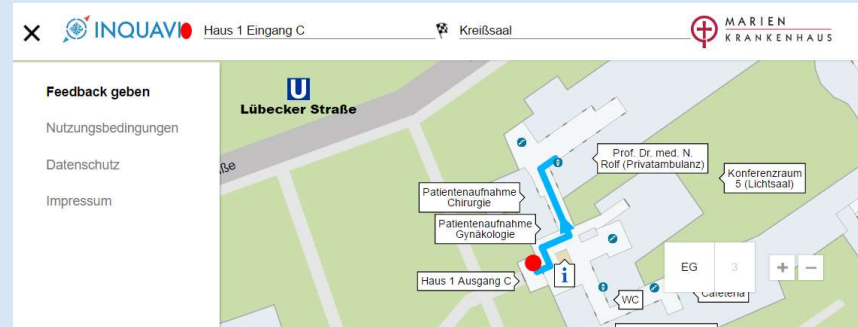 INQUAVI
Haus 1 Eingang C
Kreißsaal
MARIEN
KRANKENHAUS
Feedback geben
Nutzungsbedingungen
Datenschutz
Impressum
U
Lübecker Straße
ße
Prof. Dr. med. N.
Rolf (Privatambulanz)
Konferenzraum
5 (Lichtsaal)
Patientenaufnahme
Chirurgie
Patientenaufnahme
Gynäkologie
Haus 1 Ausgang C
i
WC
Cafeteria
EG
3
+
−